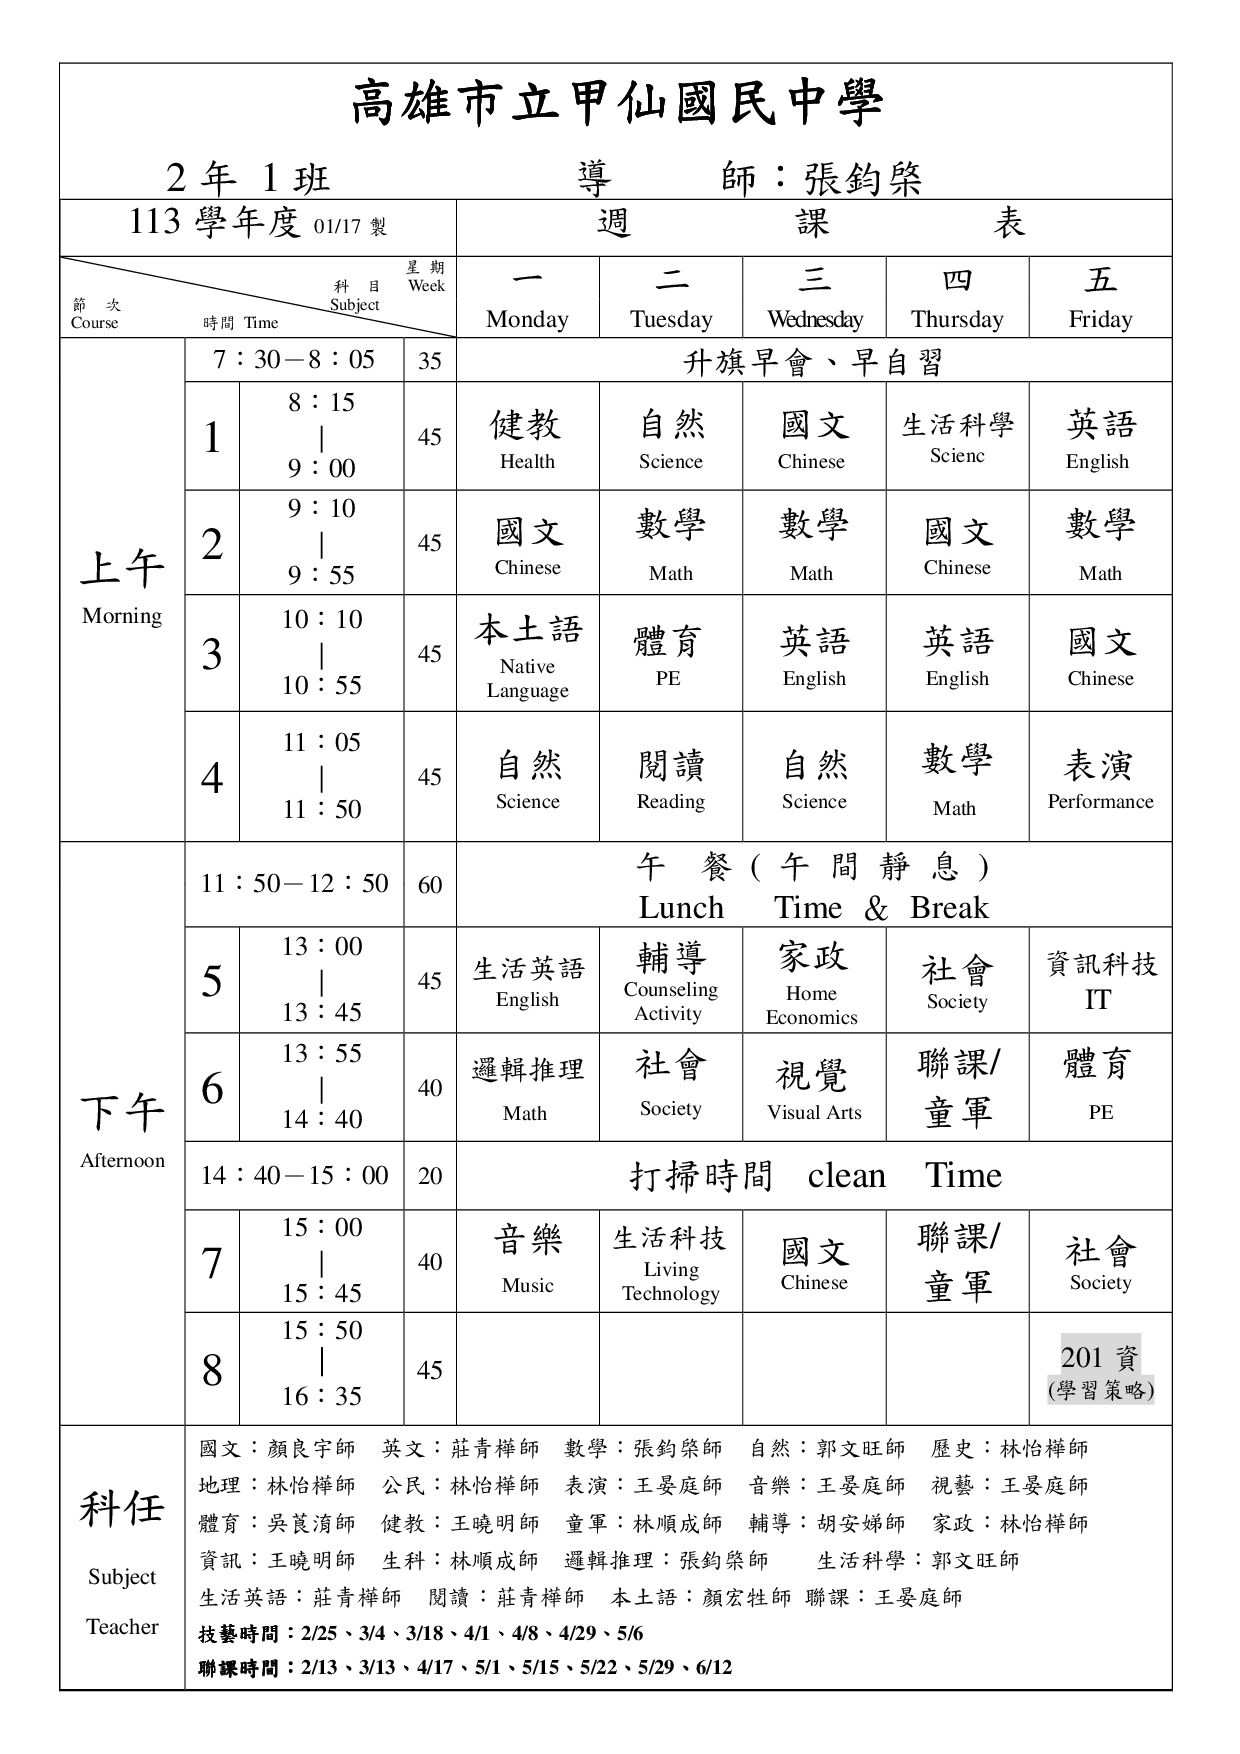 高雄市立甲仙國民中學
2 年 1 班 導 師：張鈞棨
113 學年度 01/17 製 週 課 表
星 期
Week
科 目
Subject
節 次
Course
時間 Time
一 二 三 四 五
Monday Tuesday Wednesday Thursday Friday
上午
Morning
7：30－8：05 35 升旗早會、早自習
1 8：15 | 9：00 45 健教 自然 國文 生活科學 英語
Health Science Chinese Scienc English
2 9：10 | 9：55 45 國文 數學 數學 國文 數學
Chinese Math Math Chinese Math
3 10：10 | 10：55 45 本土語 體育 英語 英語 國文
Native Language PE English English Chinese
4 11：05 | 11：50 45 自然 閱讀 自然 數學 表演
Science Reading Science Math Performance
下午
Afternoon
11：50－12：50 60 午 餐 ( 午 間 靜 息 )
Lunch Time & Break
5 13：00 | 13：45 45 生活英語 輔導 家政 社會 資訊科技
English Counseling Activity Home Economics Society IT
6 13：55 | 14：40 40 邏輯推理 社會 視覺 聯課/ 體育
Math Society Visual Arts 童軍 PE
14：40－15：00 20 打掃時間 clean Time
7 15：00 | 15：45 40 音樂 生活科技 國文 聯課/ 社會
Music Living Technology Chinese 童軍 Society
8 15：50 | 16：35 45 201 資
(學習策略)
科任
Subject
Teacher
國文：顏良宇師 英文：莊青樺師 數學：張鈞棨師 自然：郭文旺師 歷史：林怡樺師
地理：林怡樺師 公民：林怡樺師 表演：王晏庭師 音樂：王晏庭師 視藝：王晏庭師
體育：吳莨淯師 健教：王曉明師 童軍：林順成師 輔導：胡安娣師 家政：林怡樺師
資訊：王曉明師 生科：林順成師 邏輯推理：張鈞棨師 生活科學：郭文旺師
生活英語：莊青樺師 閱讀：莊青樺師 本土語：顏宏牲師 聯課：王晏庭師
技藝時間：2/25、3/4、3/18、4/1、4/8、4/29、5/6
聯課時間：2/13、3/13、4/17、5/1、5/15、5/22、5/29、6/12